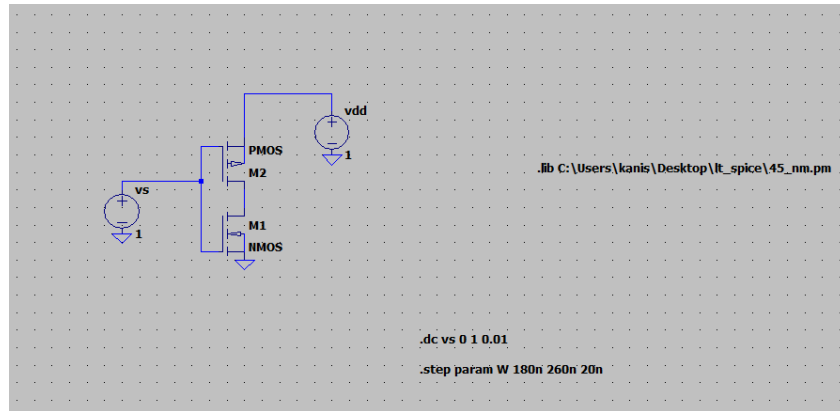 vdd
PMOS
1
M2
.lib C:\Users\kanis\Desktop\lt_spice\45_nm.pm
vs
M1
1
NMOS
.dc vs 0 1 0.01
.step param W 180n 260n 20n